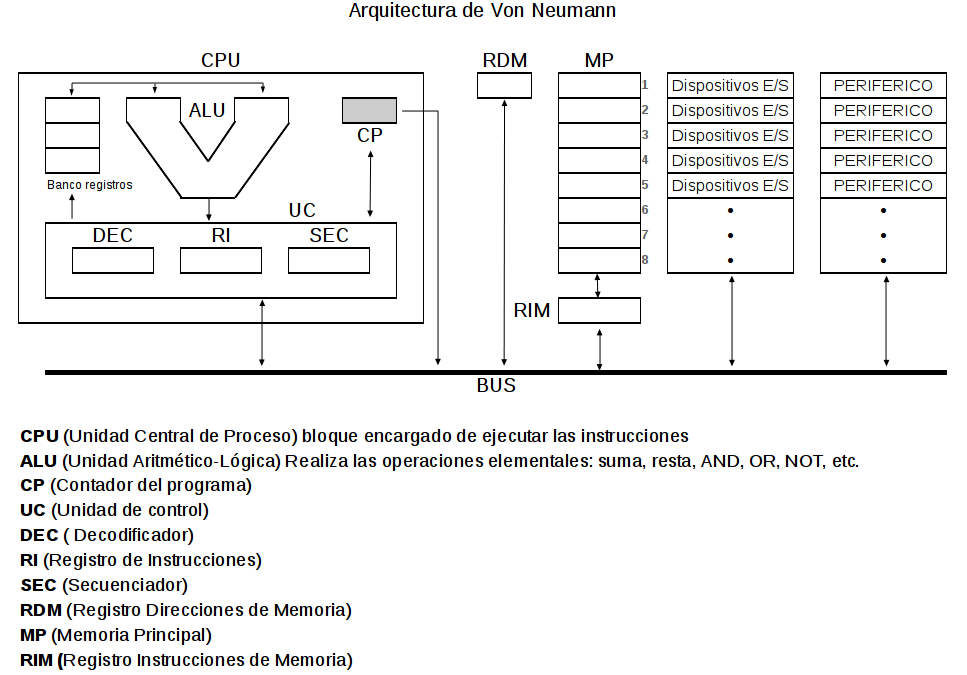 Arquitectura de Von Neumann
CPU
RDM
MP
ALU
CP
Banco registros
UC
DEC
RI
SEC
1
2
3
4
5
6
7
8
RIM
Dispositivos E/S
Dispositivos E/S
Dispositivos E/S
Dispositivos E/S
Dispositivos E/S
PERIFERICO
PERIFERICO
PERIFERICO
PERIFERICO
PERIFERICO
BUS
CPU (Unidad Central de Proceso) bloque encargado de ejecutar las instrucciones
ALU (Unidad Aritmético-Lógica) Realiza las operaciones elementales: suma, resta, AND, OR, NOT, etc.
CP (Contador del programa)
UC (Unidad de control)
DEC ( Decodificador)
RI (Registro de Instrucciones)
SEC (Secuenciador)
RDM (Registro Direcciones de Memoria)
MP (Memoria Principal)
RIM (Registro Instrucciones de Memoria)